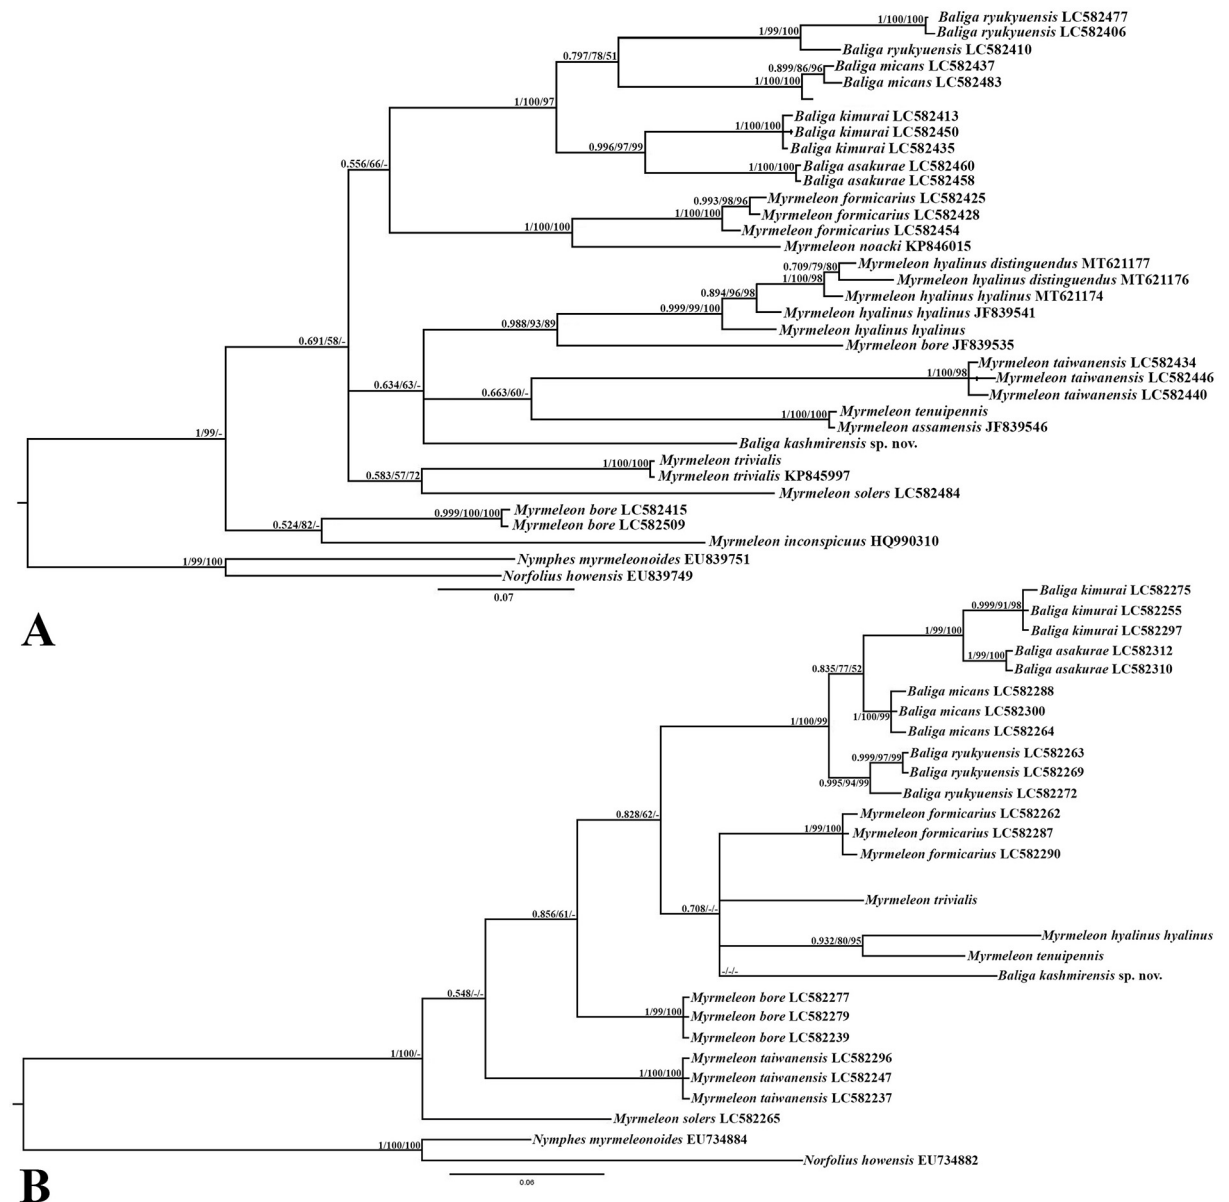 1/100/100
Baliga ryukyuensis LC582477
Baliga ryukyuensis LC582406
1/99/100
Baliga ryukyuensis LC582410
0.797/78/51
0.899/86/96
Baliga micans LC582437
1/100/100
Baliga micans LC582483
1/100/97
Baliga kimurai LC582413
1/100/100
Baliga kimurai LC582450
0.996/97/99
Baliga kimurai LC582435
1/100/100
Baliga asakurae LC582460
Baliga asakurae LC582458
0.556/66/-
0.993/98/96
Myrmeleon formicarius LC582425
1/100/100
Myrmeleon formicarius LC582428
1/100/100
Myrmeleon formicarius LC582454
Myrmeleon noacki KP846015
0.709/79/80
Myrmeleon hyalinus distinguendus MT621177
1/100/98
Myrmeleon hyalinus distinguendus MT621176
0.894/96/98
Myrmeleon hyalinus hyalinus MT621174
0.999/99/100
Myrmeleon hyalinus hyalinus JF839541
0.988/93/89
Myrmeleon hyalinus hyalinus
0.691/58/-
Myrmeleon bore JF839535
Myrmeleon taiwanensis LC582434
1/100/98
Myrmeleon taiwanensis LC582446
0.634/63/-
0.663/60/-
Myrmeleon taiwanensis LC582440
1/100/100
Myrmeleon tenuipennis
Myrmeleon assamensis JF839546
1/99/-
Baliga kashmirensis sp. nov.
1/100/100
Myrmeleon trivialis
0.583/57/72
Myrmeleon trivialis KP845997
Myrmeleon solers LC582484
0.999/100/100
Myrmeleon bore LC582415
0.524/82/-
Myrmeleon bore LC582509
Myrmeleon inconspicuus HQ990310
1/99/100
Nymphes myrmeleonoides EU839751
Norfolius howensis EU839749
0.07
A
Baliga kimurai LC582275
0.999/91/98
Baliga kimurai LC582255
1/99/100
Baliga kimurai LC582297
1/99/100
Baliga asakurae LC582312
0.835/77/52
Baliga asakurae LC582310
Baliga micans LC582288
1/100/99
1/100/99
Baliga micans LC582300
Baliga micans LC582264
0.999/97/99
Baliga ryukyuensis LC582263
0.995/94/99
Baliga ryukyuensis LC582269
Baliga ryukyuensis LC582272
0.828/62/-
Myrmeleon formicarius LC582262
1/99/100
Myrmeleon formicarius LC582287
Myrmeleon formicarius LC582290
0.708/-/-
Myrmeleon trivialis
0.856/61/-
0.932/80/95
Myrmeleon hyalinus hyalinus
Myrmeleon tenuipennis
-/-/-
Baliga kashmirensis sp. nov.
0.548/-/-
Myrmeleon bore LC582277
1/99/100
Myrmeleon bore LC582279
Myrmeleon bore LC582239
1/100/-
Myrmeleon taiwanensis LC582296
1/100/100
Myrmeleon taiwanensis LC582247
Myrmeleon taiwanensis LC582237
Myrmeleon solers LC582265
1/100/100
Nymphes myrmeleonoides EU734884
Norfolius howensis EU734882
0.06
B